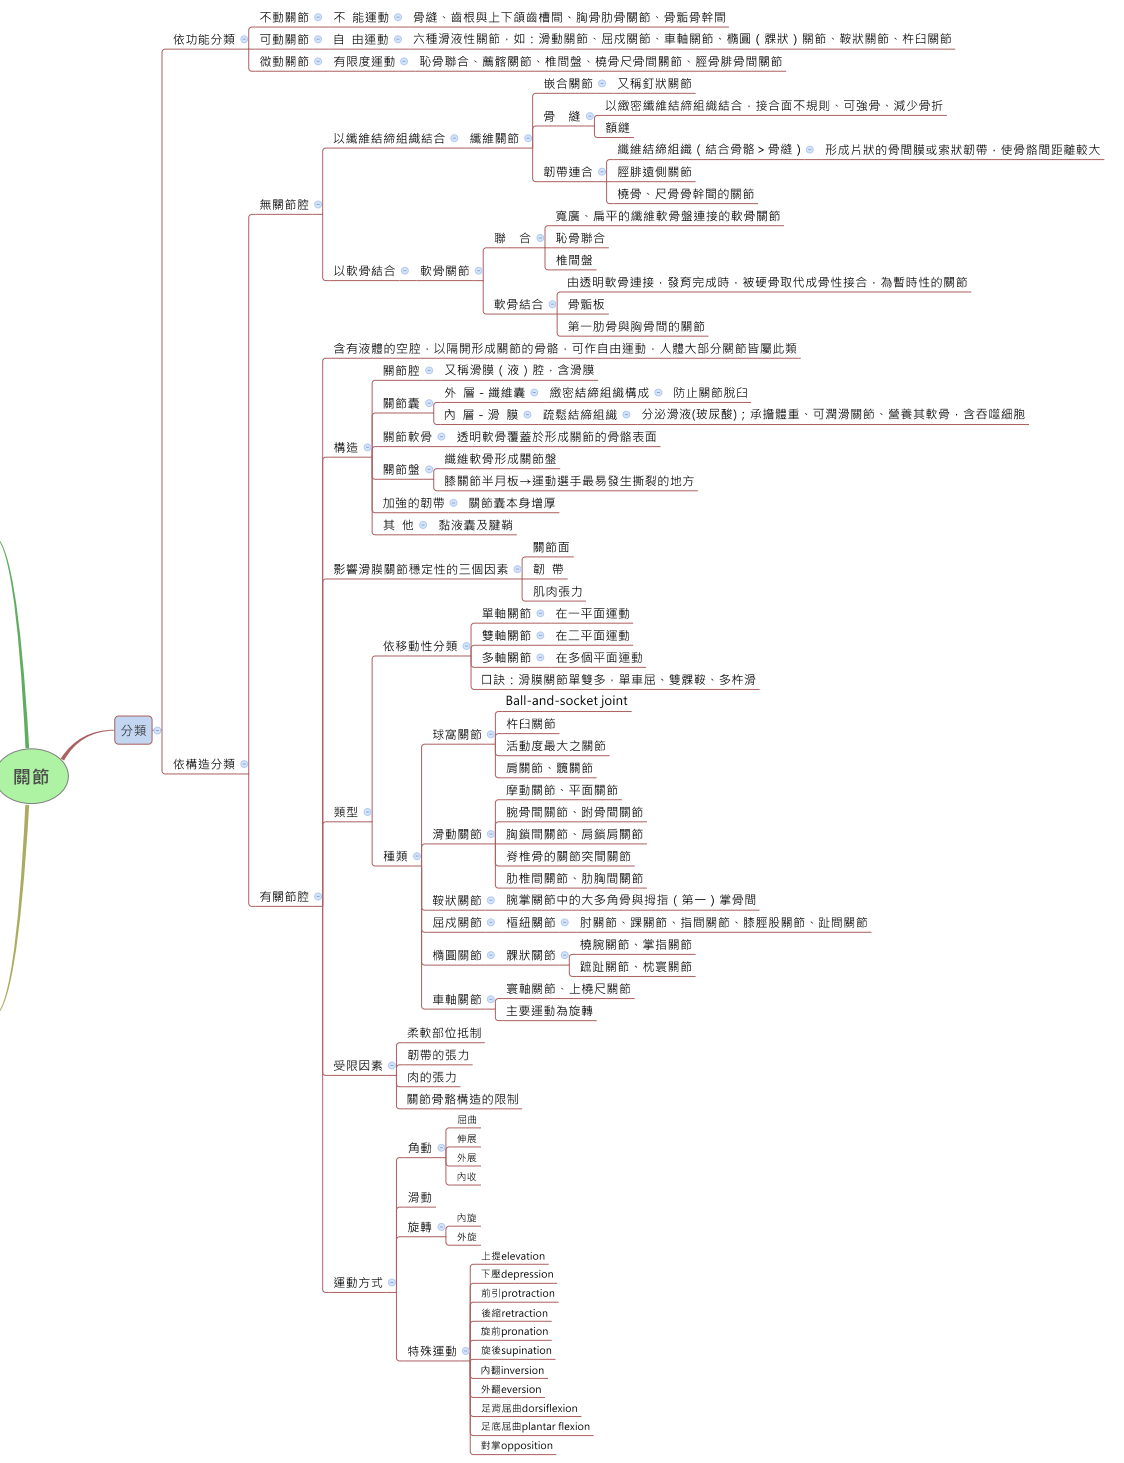 不動關節 不 能運動 骨縫、齒根與上下頜齒槽間、胸骨肋骨關節、骨骺骨幹間
依功能分類
可動關節 自 由運動 六種滑液性關節，如：滑動關節、屈戍關節、車軸關節、橢圓（髁狀）關節、鞍狀關節、杵臼關節
微動關節 有限度運動 恥骨聯合、薦髂關節、椎間盤、橈骨尺骨間關節、脛骨腓骨間關節
嵌合關節 又稱釘狀關節
以緻密纖維結締組織結合，接合面不規則、可強骨、減少骨折
骨 縫
額縫
以纖維結締組織結合 纖維關節
纖維結締組織（結合骨骼＞骨縫） 形成片狀的骨間膜或索狀韌帶，使骨骼間距離較大
韌帶連合 脛腓遠側關節
橈骨、尺骨骨幹間的關節
無關節腔
寬廣、扁平的纖維軟骨盤連接的軟骨關節
聯 合 恥骨聯合
椎間盤
以軟骨結合 軟骨關節
由透明軟骨連接，發育完成時，被硬骨取代成骨性接合，為暫時性的關節
軟骨結合 骨骺板
第一肋骨與胸骨間的關節
含有液體的空腔，以隔開形成關節的骨骼，可作自由運動，人體大部分關節皆屬此類
關節腔 又稱滑膜（液）腔，含滑膜
外 層－纖維囊 緻密結締組織構成 防止關節脫臼
關節囊
內 層－滑 膜 疏鬆結締組織 分泌滑液(玻尿酸)；承擔體重、可潤滑關節、營養其軟骨，含吞噬細胞
構造
關節軟骨 透明軟骨覆蓋於形成關節的骨骼表面
纖維軟骨形成關節盤
關節盤
膝關節半月板→運動選手最易發生撕裂的地方
加強的韌帶 關節囊本身增厚
其 他 黏液囊及腱鞘
關節面
影響滑膜關節穩定性的三個因素 韌 帶
肌肉張力
單軸關節 在一平面運動
雙軸關節 在二平面運動
依移動性分類
多軸關節 在多個平面運動
口訣：滑膜關節單雙多，單車屈、雙髁鞍、多杵滑
Ball-and-socket joint
杵臼關節
球窩關節
活動度最大之關節
肩關節、髖關節
分類
關節
依構造分類
摩動關節、平面關節
腕骨間關節、跗骨間關節
滑動關節 胸鎖間關節、肩鎖肩關節
脊椎骨的關節突間關節
肋椎間關節、肋胸間關節
類型
種類
有關節腔
鞍狀關節 腕掌關節中的大多角骨與拇指（第一）掌骨間
屈戍關節 樞紐關節 肘關節、踝關節、指間關節、膝脛股關節、趾間關節
橈腕關節、掌指關節
橢圓關節 髁狀關節
蹠趾關節、枕寰關節
寰軸關節、上橈尺關節
車軸關節
主要運動為旋轉
柔軟部位抵制
韌帶的張力
受限因素
肉的張力
關節骨骼構造的限制
屈曲
伸展
角動
外展
內收
滑動
內旋
旋轉
外旋
運動方式
上提elevation
下壓depression
前引protraction
後縮retraction
旋前pronation
特殊運動 旋後supination
內翻inversion
外翻eversion
足背屈曲dorsiflexion
足底屈曲plantar flexion
對掌opposition